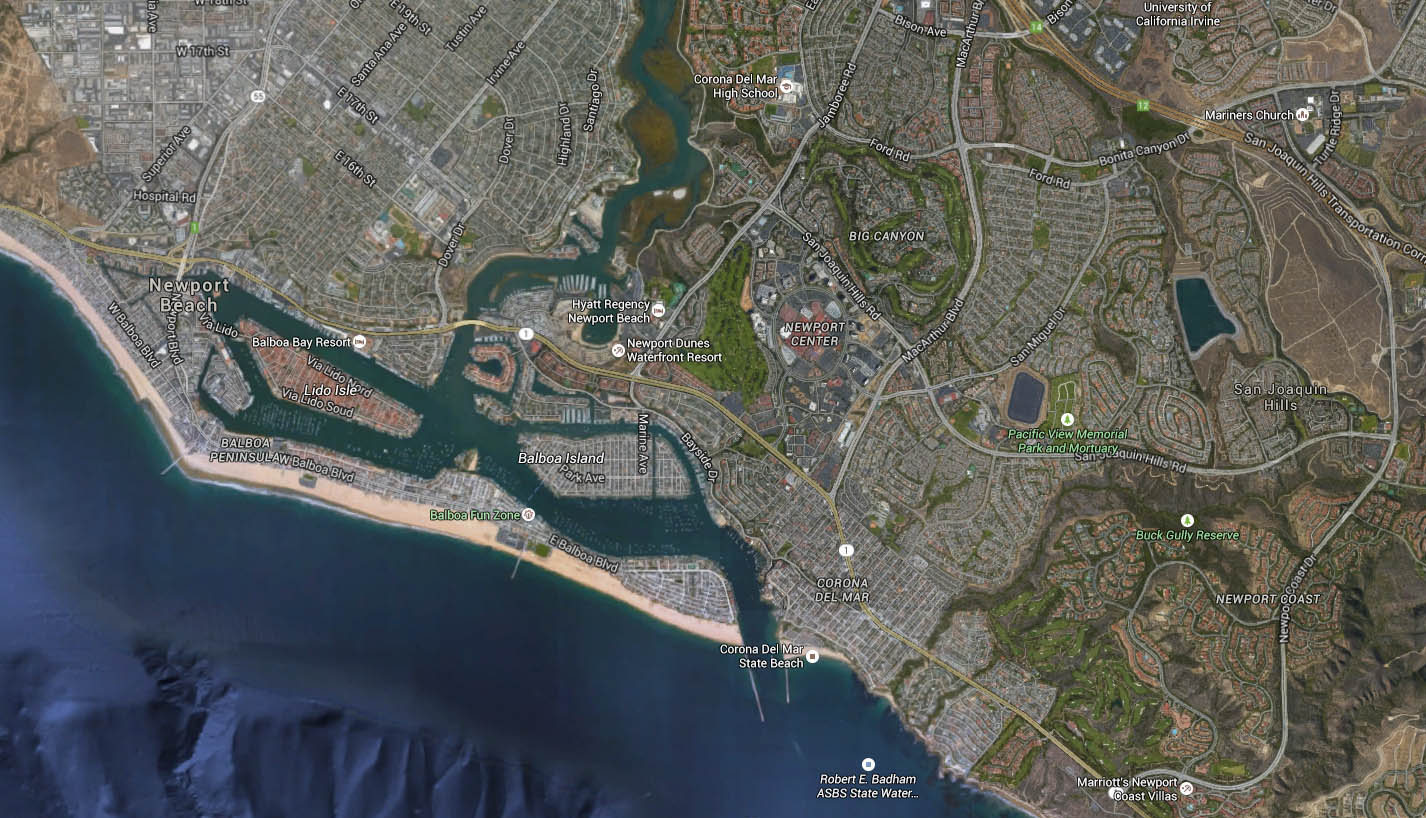 W 18th St
E 19th St
Tustin Ave
Santa Ana Ave
Irvine Ave
W 17th St
55
E 17th St
Santiago Dr
Highland Dr
Dover Dr
Superior Ave
E 16th St
Hospital Rd
Dover Dr
1
Bison Ave
MacArthur
14
Bison
University of
California Irvine
Corona Del Mar
High School
Jamboree Rd
12
Mariners Church
Turtle Ridge Dr
Ford Rd
Bonita Canyon Dr
Ford Rd
San Joaquin Hills Transportation Corr
BIG CANYON
San Joaquin Hills Rd
Newport
Beach
Newport Blvd
Via Lido
W Balboa Blvd
Balboa Bay Resort
Via Lido Nord
Lido Isle
Via Lido Soud
Hyatt Regency
Newport Beach
1
Newport Dunes
Waterfront Resort
NEWPORT
CENTER
MacArthur Blvd
San Miguel Dr
San Joaquin
Hills
BALBOA
PENINSULA
W Balboa Blvd
Balboa Island
Park Ave
Marine Ave
Bayside Dr
Pacific View Memorial
Park and Mortuary
San Joaquin Hills Rd
Balboa Fun Zone
E Balboa Blvd
1
Buck Gully Reserve
CORONA
DEL MAR
NEWPORT COAST
Newport Coast Dr
Corona Del Mar
State Beach
Robert E. Badham
ASBS State Water...
Marriott's Newport
Coast Villas